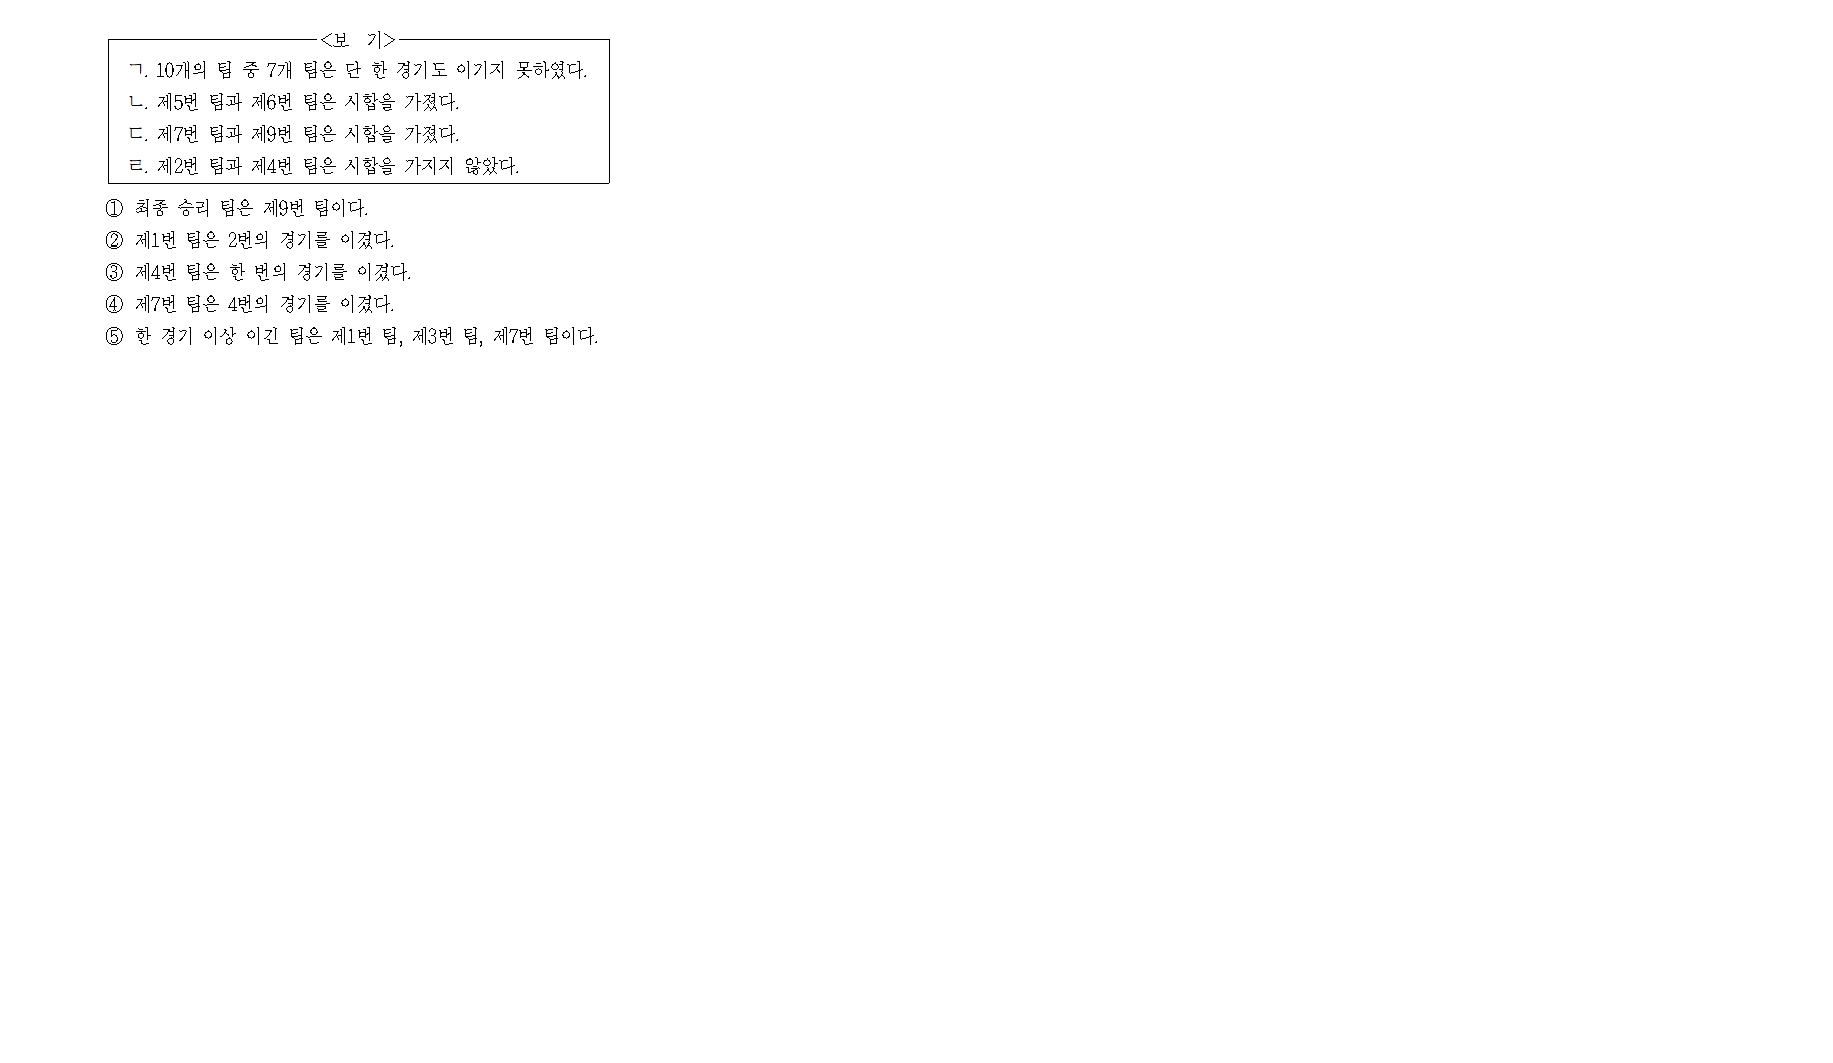 <보 기>
ㄱ. 10개의 팀 중 7개 팀은 단 한 경기도 이기지 못하였다.
ㄴ. 제5번 팀과 제6번 팀은 시합을 가졌다.
ㄷ. 제7번 팀과 제9번 팀은 시합을 가졌다.
ㄹ. 제2번 팀과 제4번 팀은 시합을 가지지 않았다.
① 최종 승리 팀은 제9번 팀이다.
② 제1번 팀은 2번의 경기를 이겼다.
③ 제4번 팀은 한 번의 경기를 이겼다.
④ 제7번 팀은 4번의 경기를 이겼다.
⑤ 한 경기 이상 이긴 팀은 제1번 팀, 제3번 팀, 제7번 팀이다.